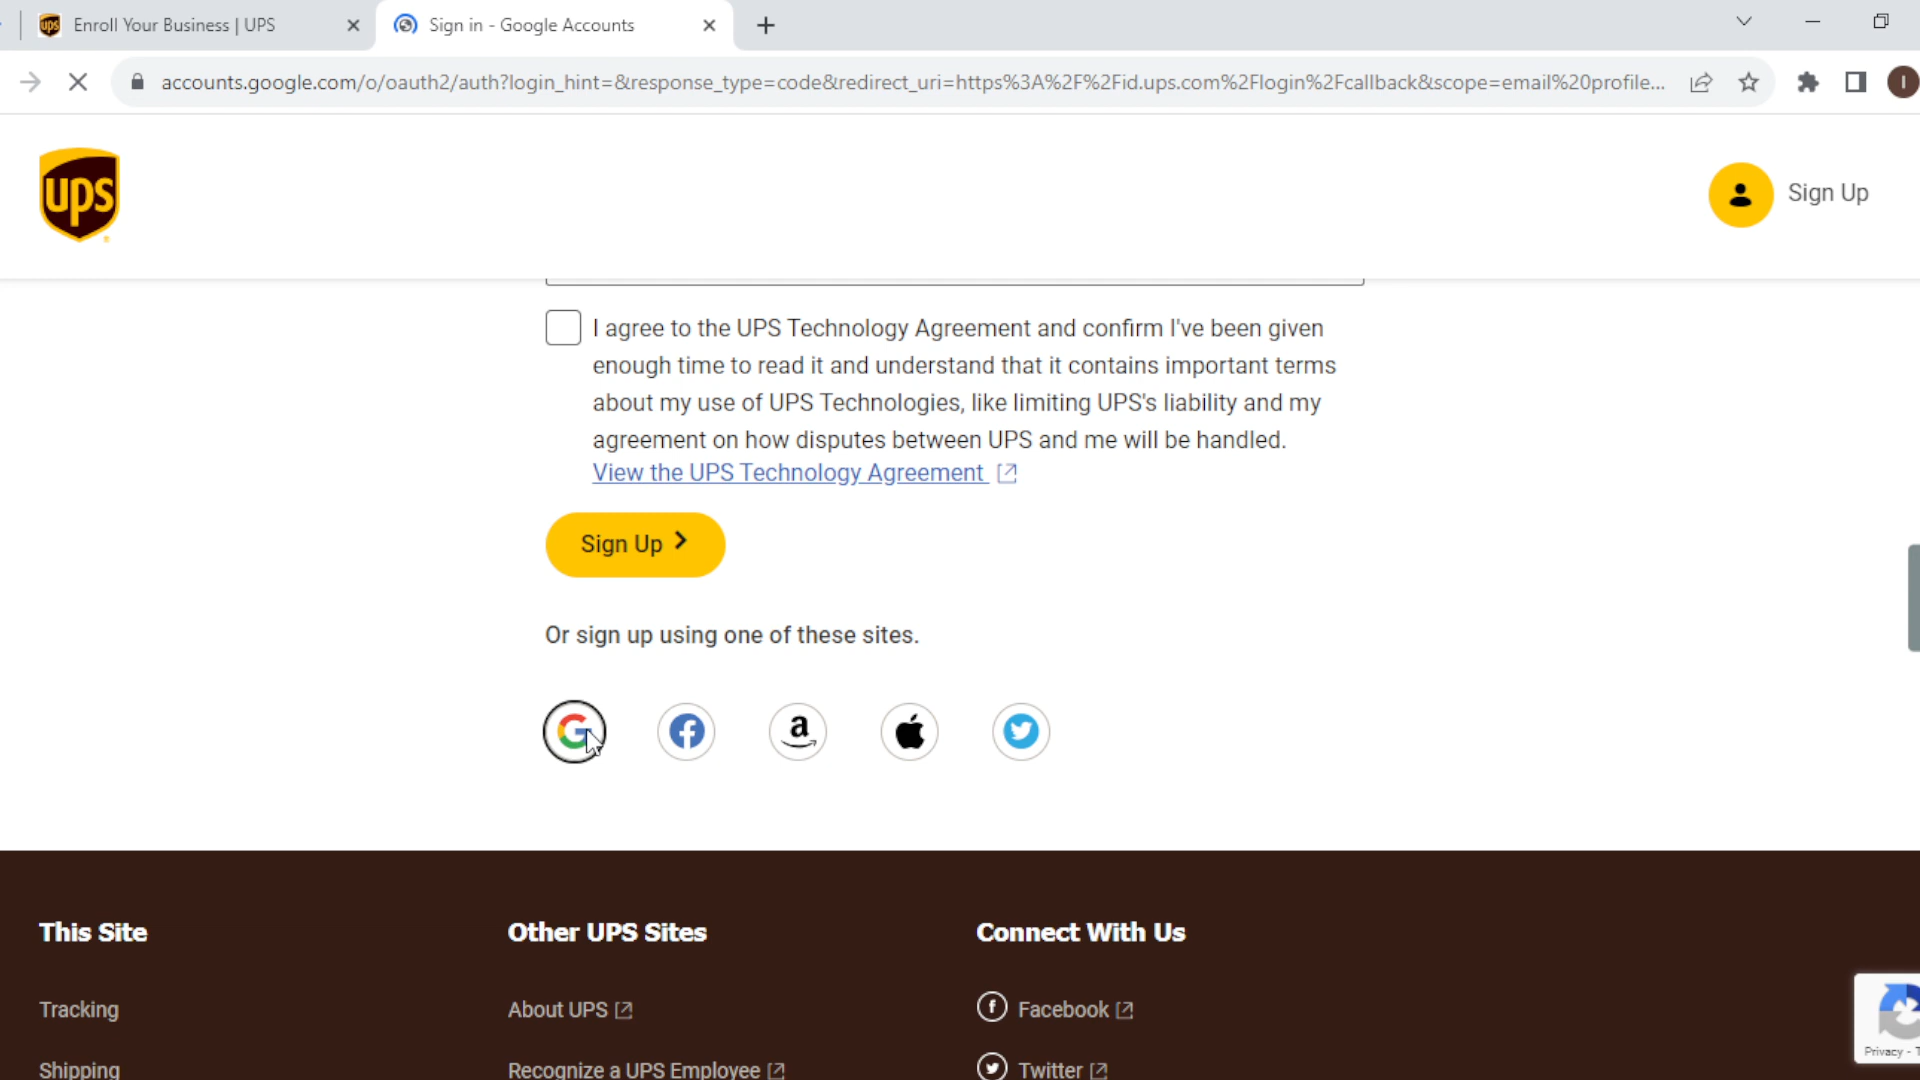 Enroll Your Business | UPS
Sign in - Google Accounts
accounts.google.com/o/oauth2/auth?login_hint=&response_type=code&redirect_uri=https%3A%2F%2Fid.ups.com%2Flogin%2Fcallback&scope=email%20profile...
ups
Sign Up
I agree to the UPS Technology Agreement and confirm I've been given
enough time to read it and understand that it contains important terms
about my use of UPS Technologies, like limiting UPS's liability and my
agreement on how disputes between UPS and me will be handled.
View the UPS Technology Agreement
Sign Up
Or sign up using one of these sites.
This Site
Other UPS Sites
Connect With Us
Tracking
About UPS
Facebook
Shipping
Recognize a UPS Employee
Twitter
Privacy - T